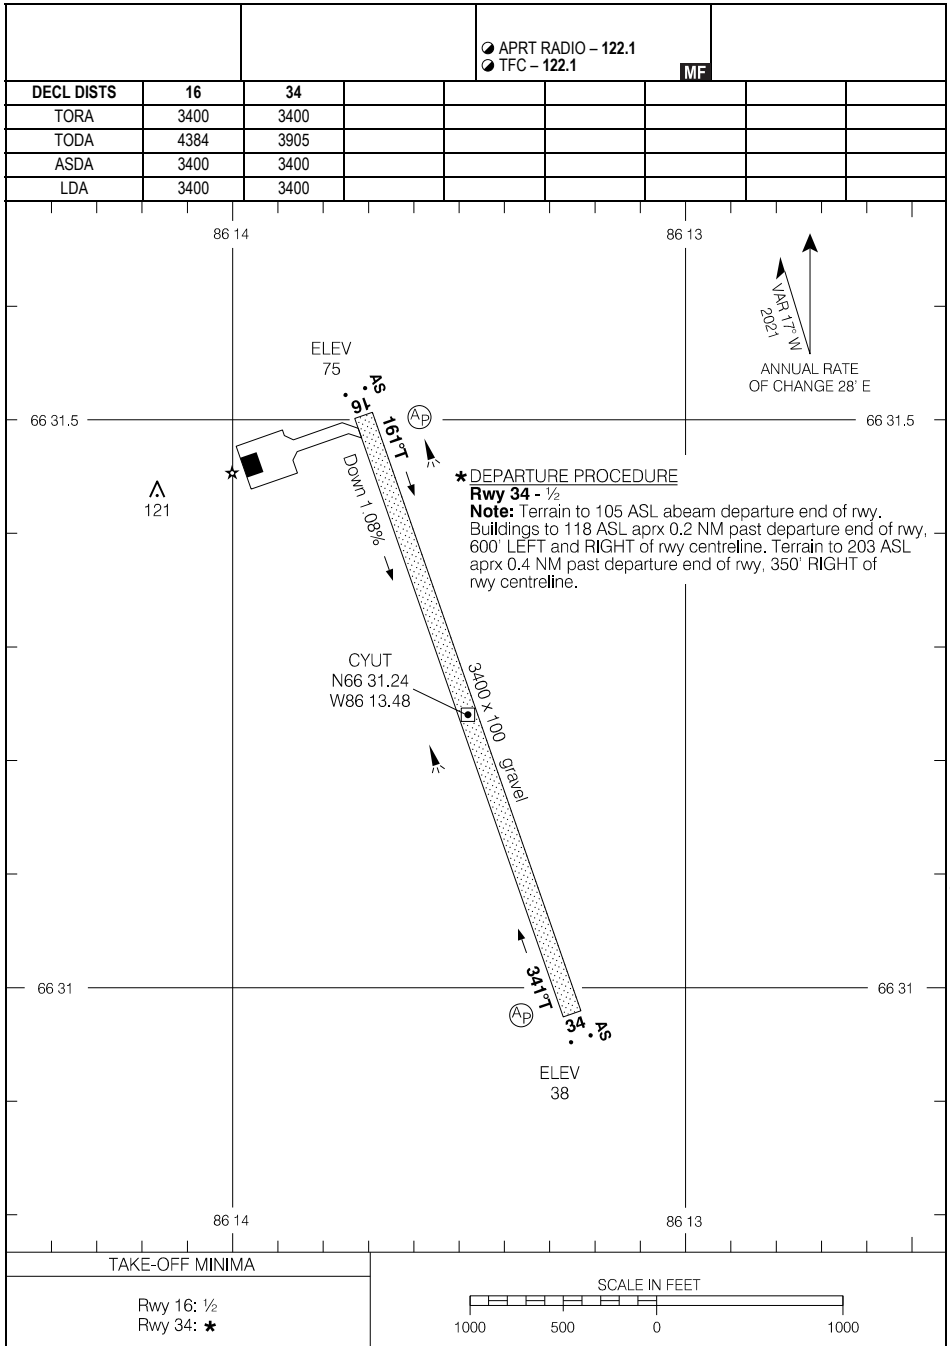 APRT RADIO – 122.1
TFC – 122.1
MF
DECL DISTS 16 34
TORA 3400 3400
TODA 4384 3905
ASDA 3400 3400
LDA 3400 3400
86 14 86 13
VAR 17° W
2021
ANNUAL RATE
OF CHANGE 28' E
ELEV
75
AS
16
AP
66 31.5 66 31.5
161°T
Down 1.08%
121
* DEPARTURE PROCEDURE
Rwy 34 - ½
Note: Terrain to 105 ASL abeam departure end of rwy.
Buildings to 118 ASL aprx 0.2 NM past departure end of rwy,
600' LEFT and RIGHT of rwy centreline. Terrain to 203 ASL
aprx 0.4 NM past departure end of rwy, 350' RIGHT of
rwy centreline.
CYUT
N66 31.24
W86 13.48
3400 x 100 gravel
66 31 66 31
341°T
AP
34
AS
ELEV
38
86 14 86 13
TAKE-OFF MINIMA
Rwy 16: ½
Rwy 34: *
SCALE IN FEET
1000 500 0 1000